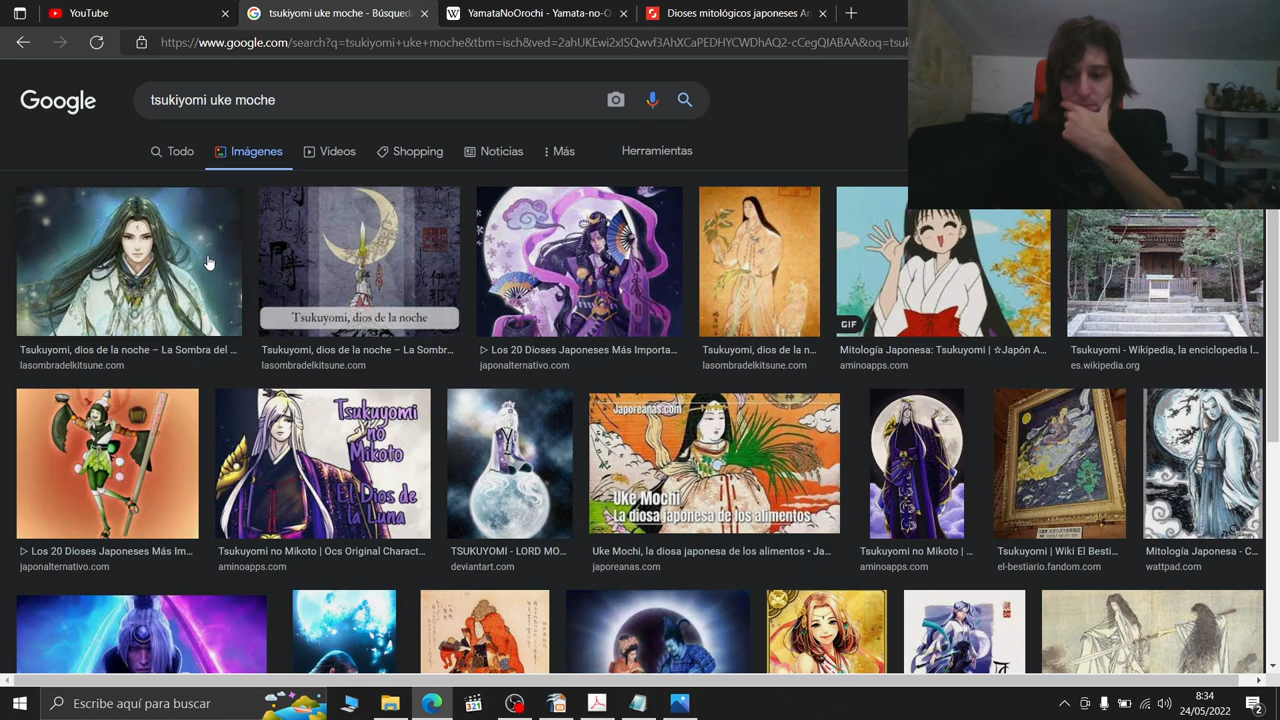 YouTube
tsukiyomi uke moche - Búsqued
YamataNoOrochi - Yamata-no-O
Dioses mitológicos japoneses An
https://www.google.com/search?q=tsukiyomi+uke+moche&tbm=isch&ved=2ahUKEwi2xISQwvf3AhXCaPEDHYCWDhAQ2-cCegQIABAA&oq=tsuk
Google
tsukiyomi uke moche
Todo
Imágenes
Vídeos
Shopping
Noticias
Más
Herramientas
Tsukuyomi, dios de la noche
GIF
Tsukuyomi, dios de la noche – La Sombra del ...
lasombradelkitsune.com
Tsukuyomi, dios de la noche – La Sombr...
lasombradelkitsune.com
▷ Los 20 Dioses Japoneses Más Importa...
japonalternativo.com
Tsukuyomi, dios de la n...
lasombradelkitsune.com
Mitología Japonesa: Tsukuyomi | ☆Japón A...
aminoapps.com
Tsukuyomi - Wikipedia, la enciclopedia l...
es.wikipedia.org
Tsukuyomi
no
Mikoto
El Dios de
la Luna
Japoreanas.com
Uke Mochi
La diosa japonesa de los alimentos
▷ Los 20 Dioses Japoneses Más Im...
japonalternativo.com
Tsukuyomi no Mikoto | Ocs Original Charact...
aminoapps.com
TSUKUYOMI - LORD MO...
deviantart.com
Uke Mochi, la diosa japonesa de los alimentos • Ja...
japoreanas.com
Tsukuyomi no Mikoto | ...
aminoapps.com
Tsukuyomi | Wiki El Besti...
el-bestiario.fandom.com
Mitología Japonesa - C...
wattpad.com
Escribe aquí para buscar
321
8:34
24/05/2022
2